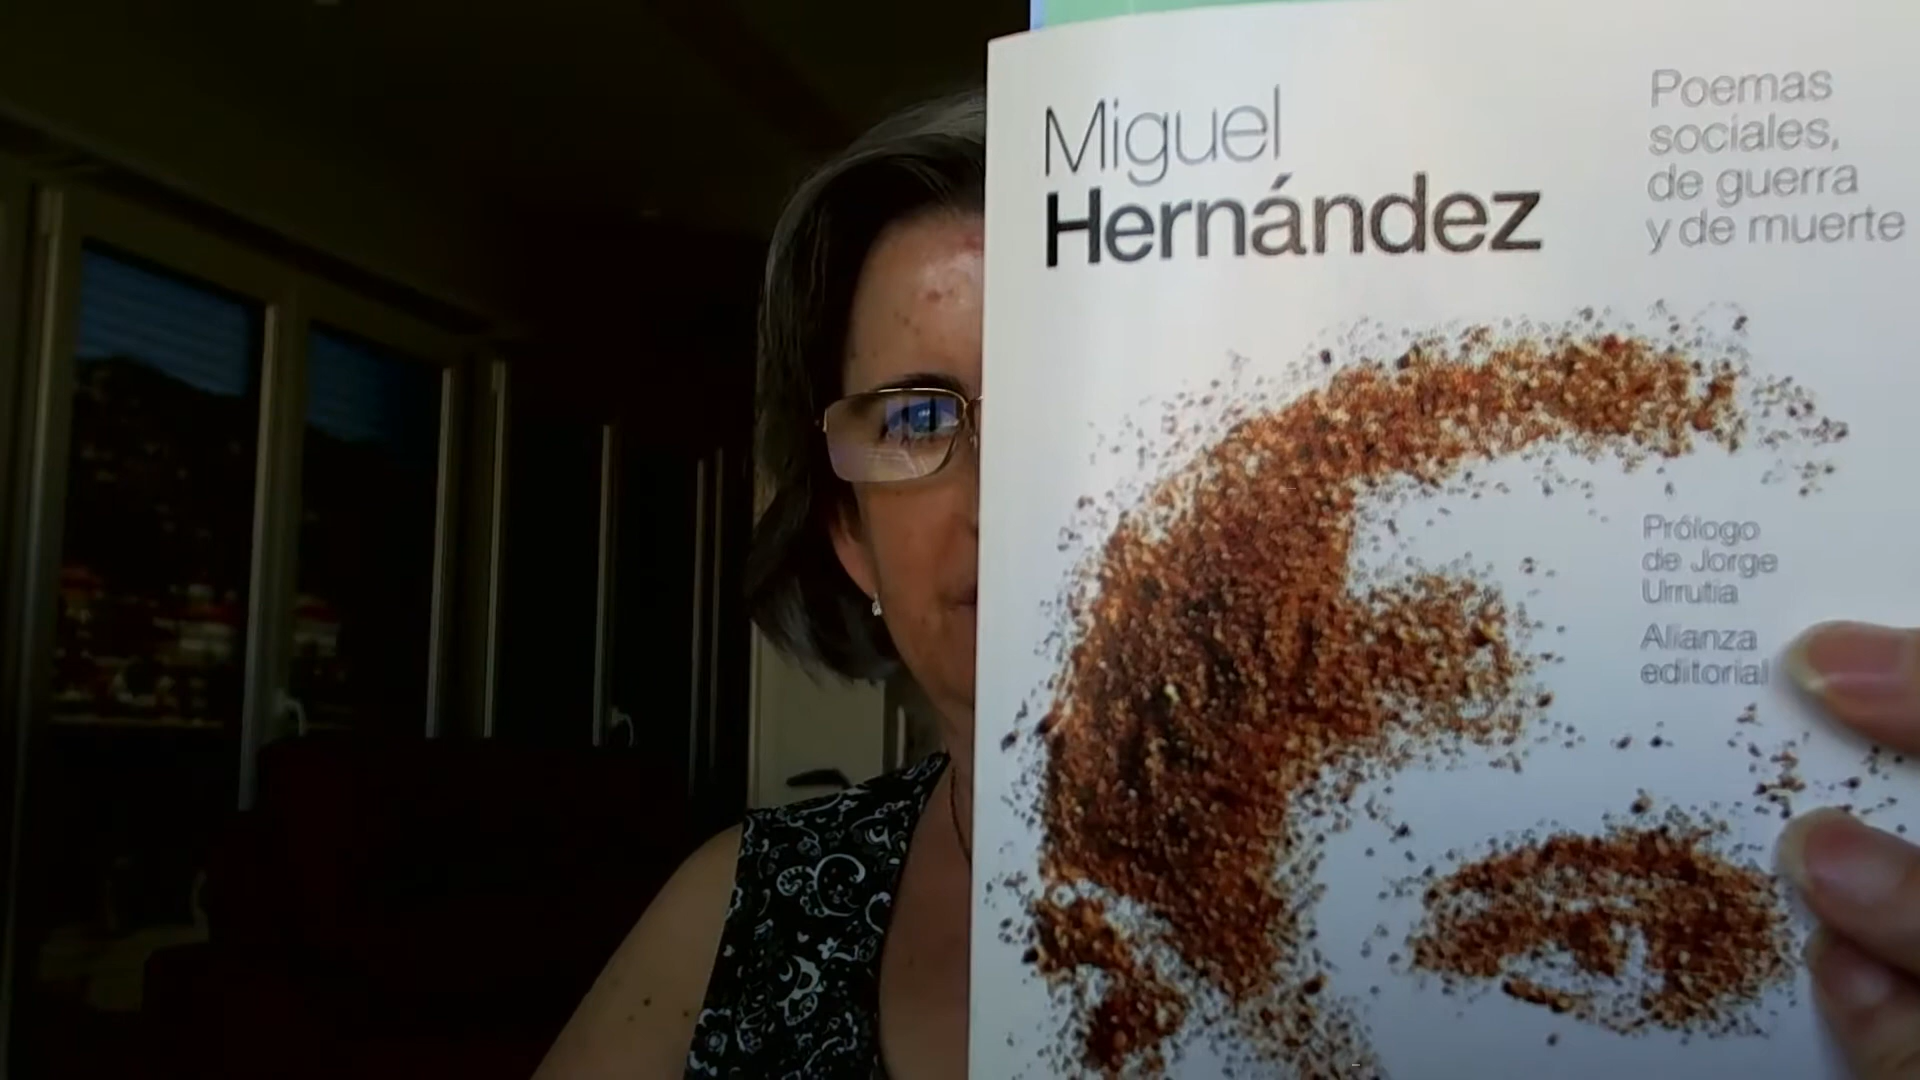 Miguel
Hernández
Poemas
sociales,
de guerra
y de muerte
Prólogo
de Jorge
Urrutia
Alianza
editorial